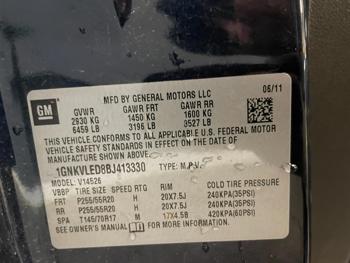 MFD BY GENERAL MOTORS LLC
06/11
GM
GVWR GAWR FRT GAWR RR
2930 KG 1450 KG 1600 KG
6459 LB 3196 LB 3527 LB
THIS VEHICLE CONFORMS TO ALL APPLICABLE U.S.
FEDERAL MOTOR VEHICLE SAFETY AND THEFT
PREVENTION STANDARDS IN EFFECT ON THE DATE OF
MANUFACTURE SHOWN ABOVE.
1GNKVLED8BJ413330 TYPE: M.P.V.
MODEL: V14526 COLD TIRE
VBBP TIRE SIZE SPEED RTG RIM PRESSURE
FRT P255/55R20 H 20X7.5J 240KPA(35PSI)
RR P255/55R20 H 20X7.5J 240KPA(35PSI)
SPA T145/70R17 M 17X4.5B 420KPA(60PSI)
SEE OWNER'S MANUAL FOR MORE INFORMATION.